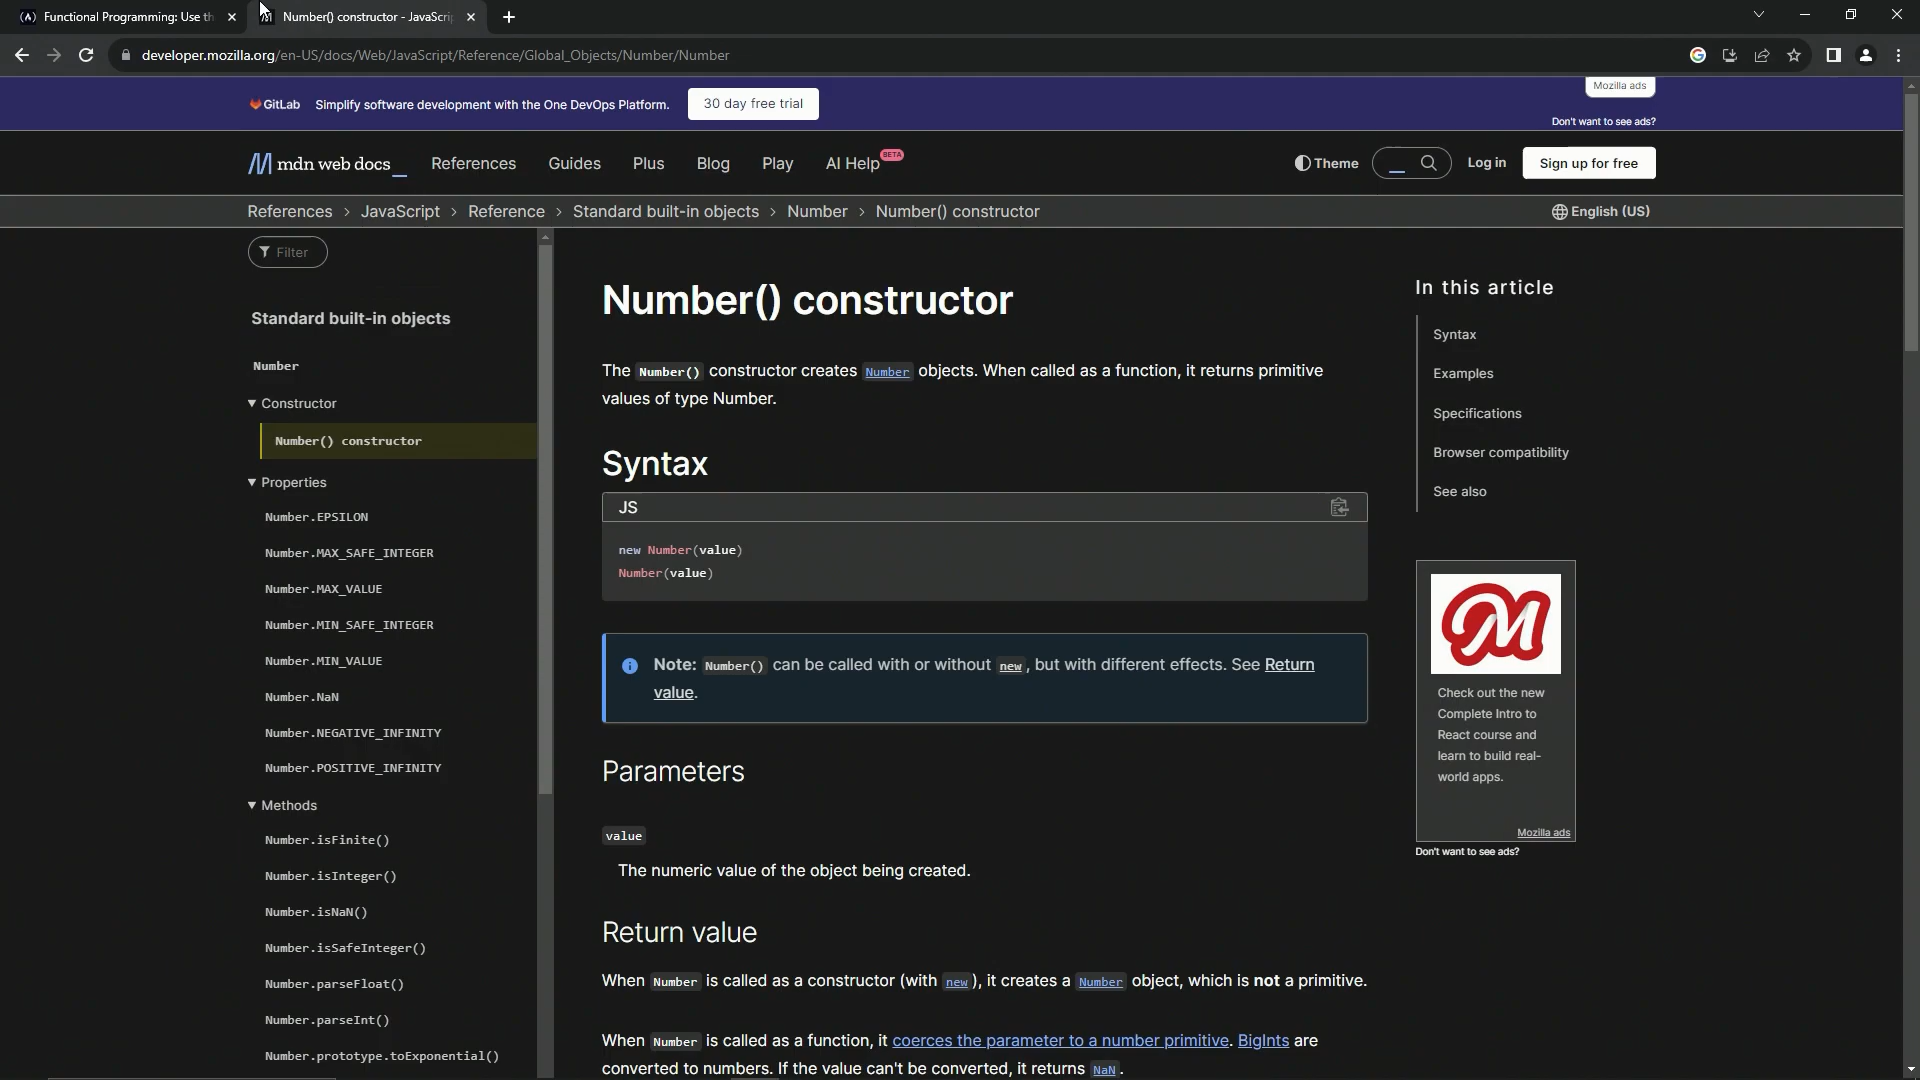 Functional Programming: Use th
Number() constructor - JavaScri
developer.mozilla.org/en-US/docs/Web/JavaScript/Reference/Global_Objects/Number/Number
GitLab Simplify software development with the One DevOps Platform. 30 day free trial
Mozilla ads
Don't want to see ads?
mdn web docs_ References Guides Plus Blog Play AI Help BETA
Theme Log in Sign up for free
References > JavaScript > Reference > Standard built-in objects > Number > Number() constructor
English (US)
Filter
Standard built-in objects
Number
Constructor
Number() constructor
Properties
Number.EPSILON
Number.MAX_SAFE_INTEGER
Number.MAX_VALUE
Number.MIN_SAFE_INTEGER
Number.MIN_VALUE
Number.NaN
Number.NEGATIVE_INFINITY
Number.POSITIVE_INFINITY
Methods
Number.isFinite()
Number.isInteger()
Number.isNaN()
Number.isSafeInteger()
Number.parseFloat()
Number.parseInt()
Number.prototype.toExponential()
Number() constructor
The Number() constructor creates Number objects. When called as a function, it returns primitive
values of type Number.
Syntax
JS
new Number(value)
Number(value)
Note: Number() can be called with or without new, but with different effects. See Return
value.
Parameters
value
The numeric value of the object being created.
Return value
When Number is called as a constructor (with new), it creates a Number object, which is not a primitive.
When Number is called as a function, it coerces the parameter to a number primitive. BigInts are
converted to numbers. If the value can't be converted, it returns NaN.
In this article
Syntax
Examples
Specifications
Browser compatibility
See also
M
Check out the new
Complete Intro to
React course and
learn to build real-
world apps.
Mozilla ads
Don't want to see ads?